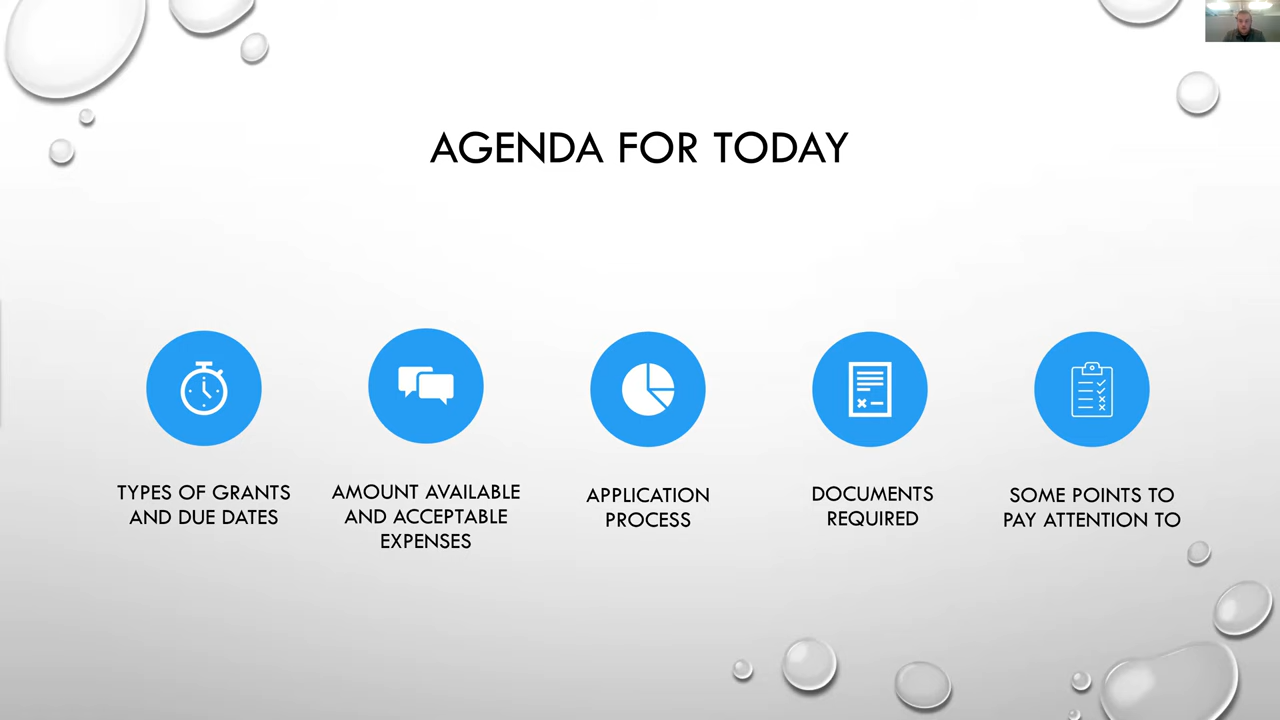 AGENDA FOR TODAY
TYPES OF GRANTS
AND DUE DATES
AMOUNT AVAILABLE
AND ACCEPTABLE
EXPENSES
APPLICATION
PROCESS
DOCUMENTS
REQUIRED
SOME POINTS TO
PAY ATTENTION TO